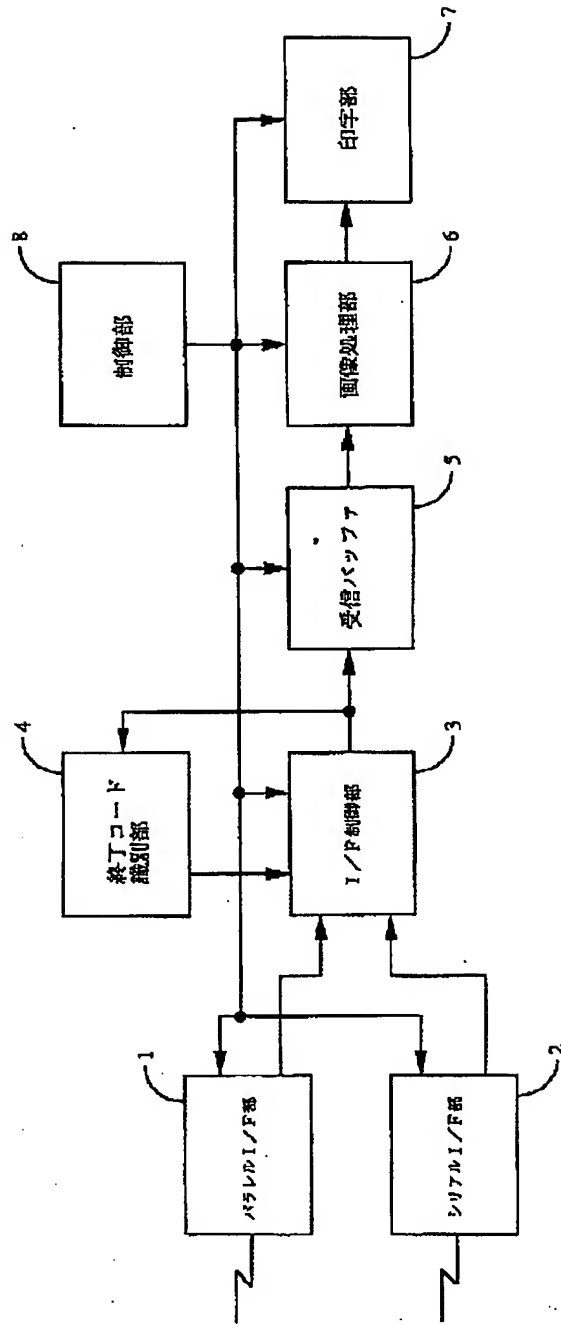 パラレルI/F部
1
シリアルI/F部
2
I/F制御部
3
終了コード
識別部
4
受信バッファ
5
画像処理部
6
印字部
7
制御部
8